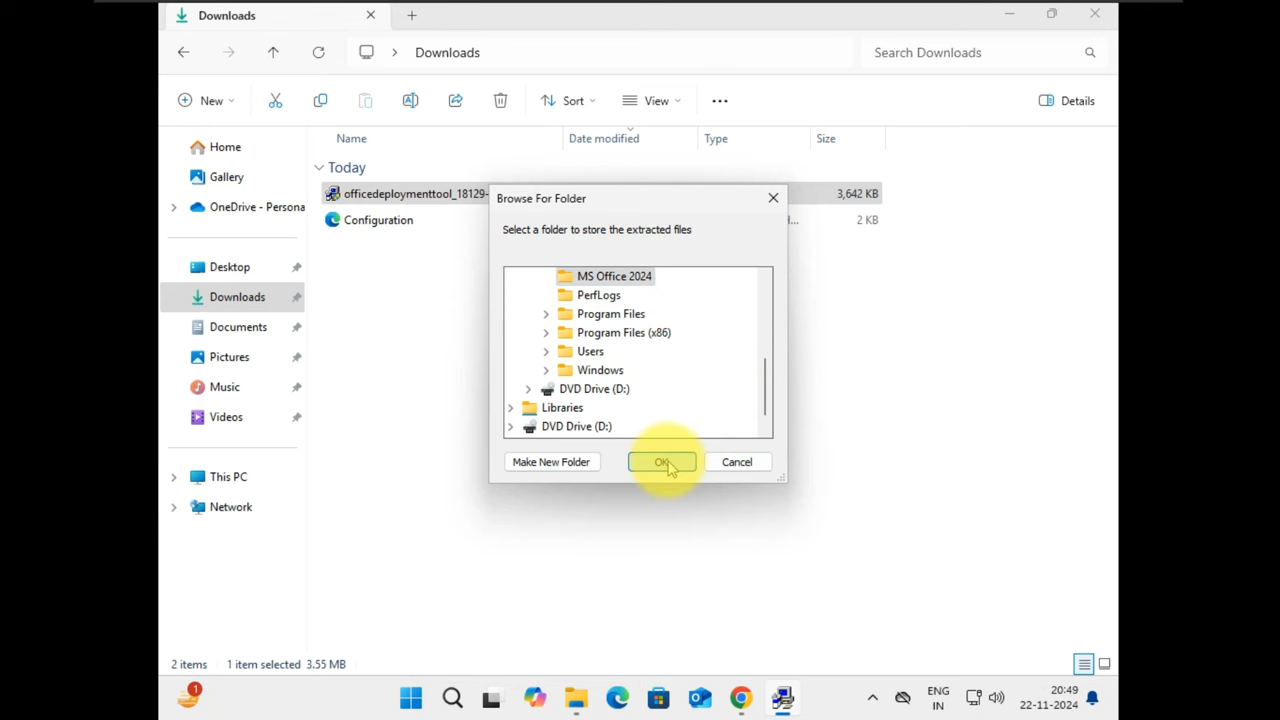 Downloads
Downloads
Search Downloads
New
Sort
View
Details
Name
Date modified
Type
Size
Home
Gallery
OneDrive - Persona
Desktop
Downloads
Documents
Pictures
Music
Videos
This PC
Network
Today
officedeploymenttool_18129-
3,642 KB
Configuration
2 KB
Browse For Folder
Select a folder to store the extracted files
MS Office 2024
PerfLogs
Program Files
Program Files (x86)
Users
Windows
DVD Drive (D:)
Libraries
DVD Drive (D:)
Make New Folder
OK
Cancel
2 items
1 item selected 3.55 MB
1
ENG
IN
20:49
22-11-2024